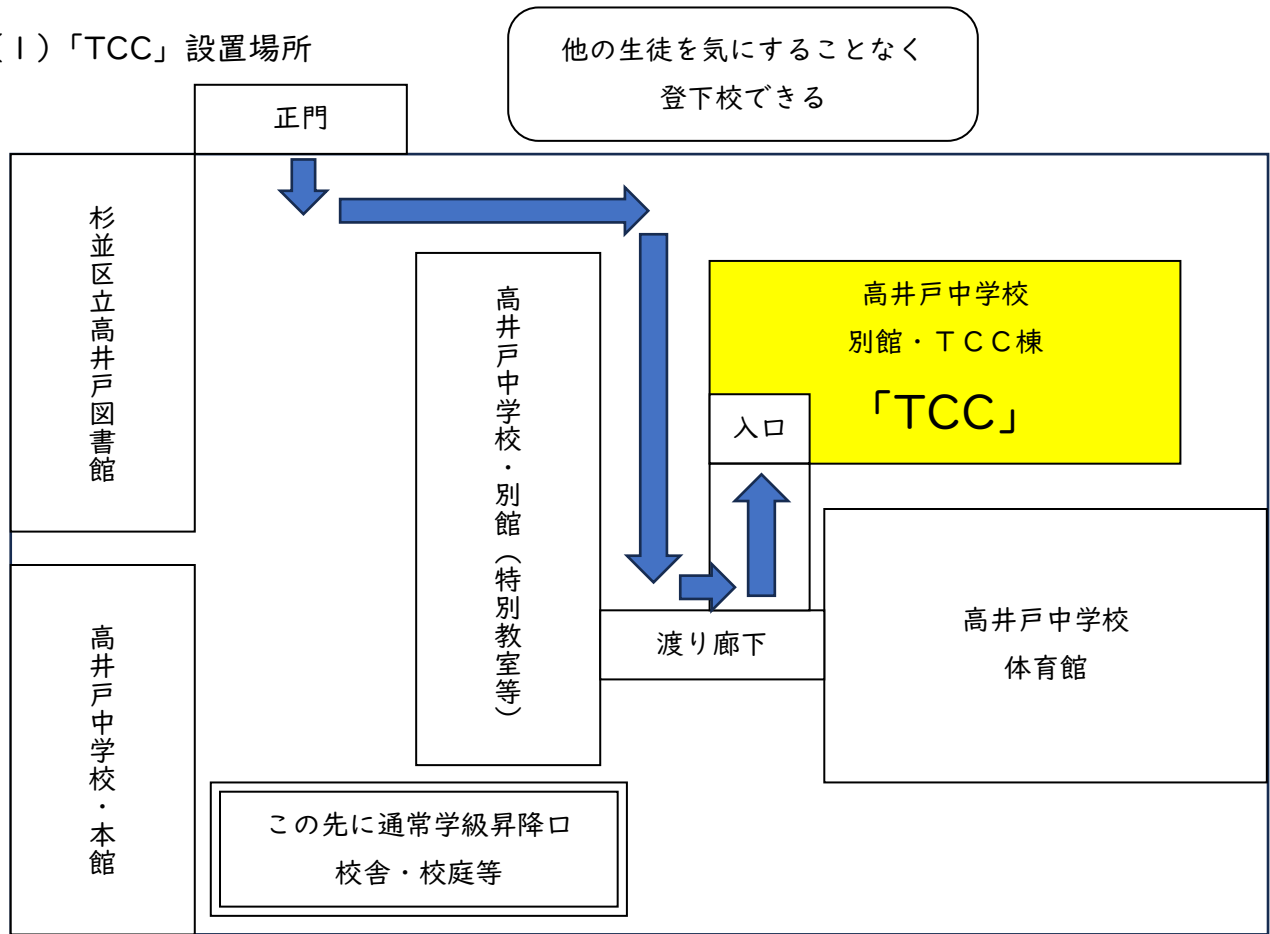 (1)「TCC」設置場所
他の生徒を気にすることなく
登下校できる
正門
杉並区立高井戸図書館
高井戸中学校・別館（特別教室等）
高井戸中学校
別館・TCC棟
「TCC」
入口
渡り廊下
高井戸中学校
体育館
高井戸中学校・本館
この先に通常学級昇降口
校舎・校庭等